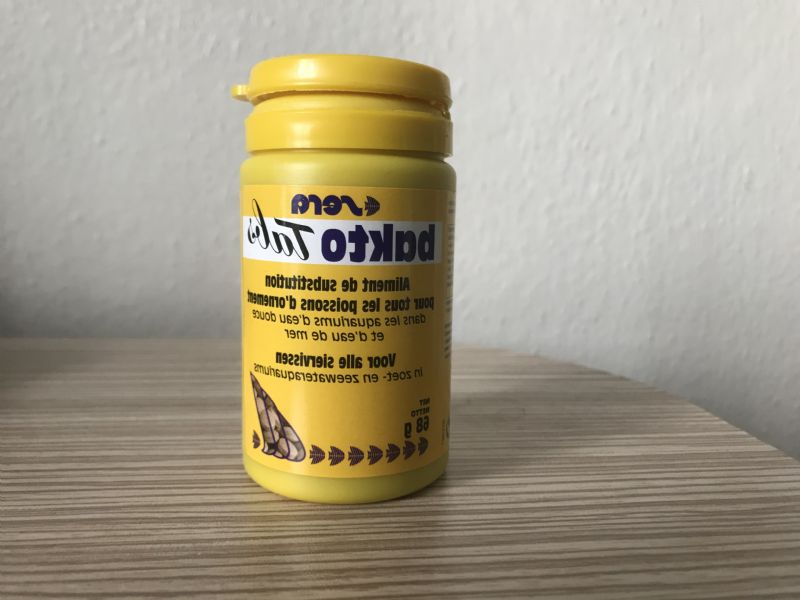 sera
bakto Tabs
Aliment de substitution
pour tous les poissons d'ornement
dans les aquariums d'eau douce
et d'eau de mer
Voor alle siervissen
in zoet- en zeewateraquariums
NET
NETTO
68 g